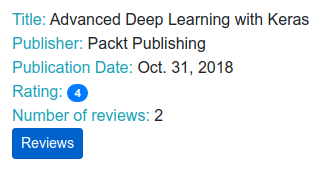 Title: Advanced Deep Learning with Keras
Publisher: Packt Publishing
Publication Date: Oct. 31, 2018
Rating: 4
Number of reviews: 2
Reviews